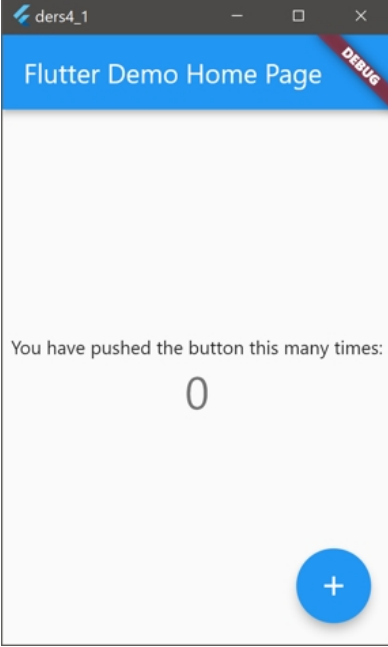 ders4_1
Flutter Demo Home Page
DEBUG
You have pushed the button this many times:
0
+